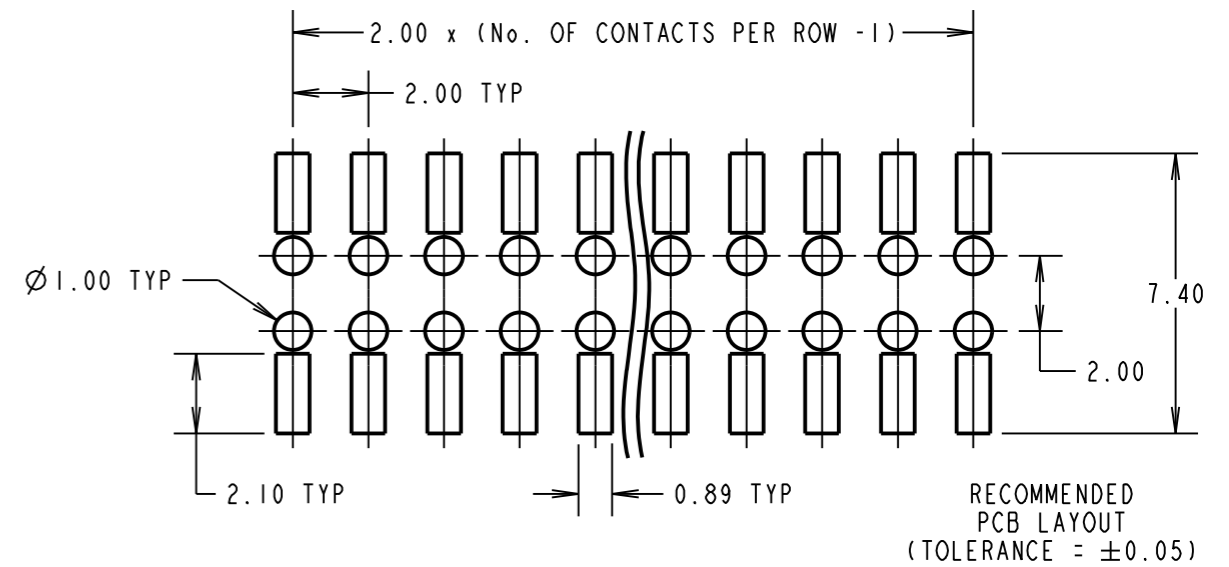 2.00 x (No. OF CONTACTS PER ROW -1)
2.00 TYP
Ø1.00 TYP
7.40
2.00
2.10 TYP
0.89 TYP
RECOMMENDED
PCB LAYOUT
(TOLERANCE = ±0.05)